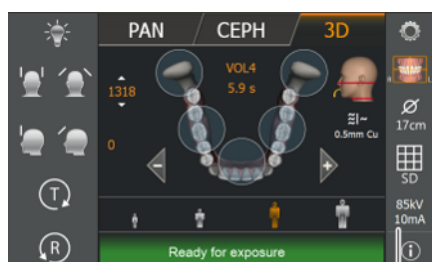 PAN CEPH 3D
VOL4
5.9 s
1318
0
0.5mm Cu
R L
17cm
SD
85kV
10mA
T
R
Ready for exposure
i